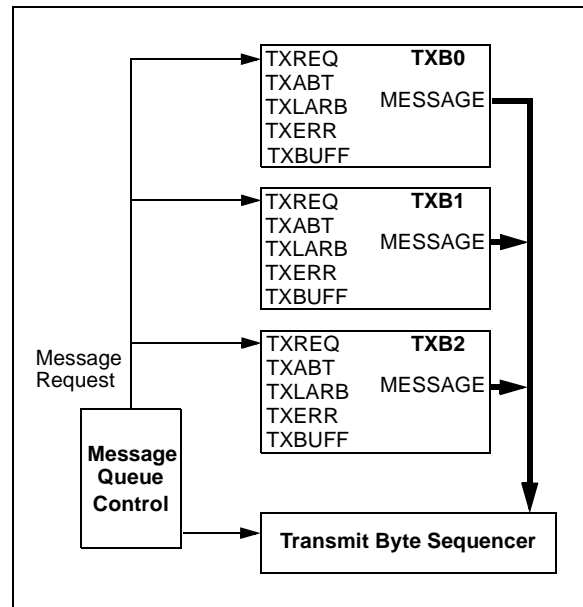 TXREQ TXB0
TXABT
TXLARB MESSAGE
TXERR
TXBUFF
TXREQ TXB1
TXABT
TXLARB MESSAGE
TXERR
TXBUFF
TXREQ TXB2
TXABT
TXLARB MESSAGE
TXERR
TXBUFF
Message
Request
Message
Queue
Control
Transmit Byte Sequencer